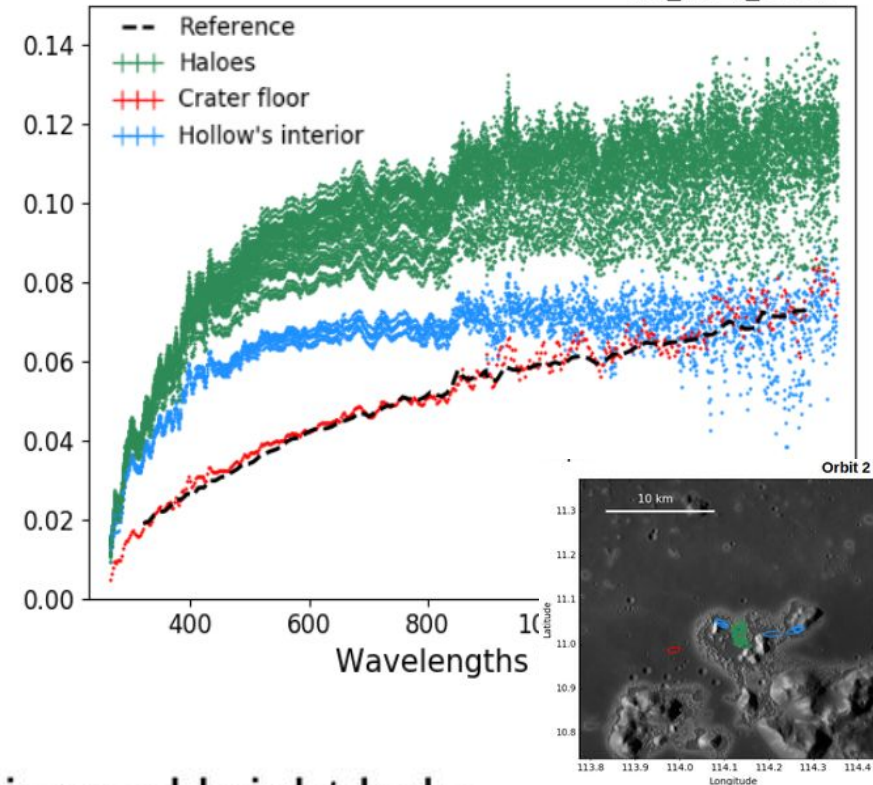 0.14
Reference
Haloes
0.12
Crater floor
Hollow's interior
0.10
0.08
0.06
0.04
0.02
0.00
400 600 800
Wavelengths
Orbit 2
10 km
11.3
11.2
11.1
11.0
10.9
10.8
Latitude
113.8 113.9 114.0 114.1 114.2 114.3 114.4
Longitude